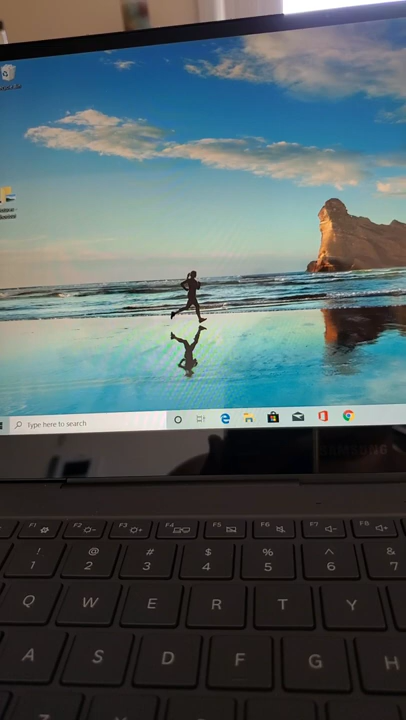 Type here to search
SAMSUNG
F1 F2 F3 F4 F5 F6 F7 F8
! @ # $ % ^ &
1 2 3 4 5 6 7
Q W E R T Y
A S D F G H